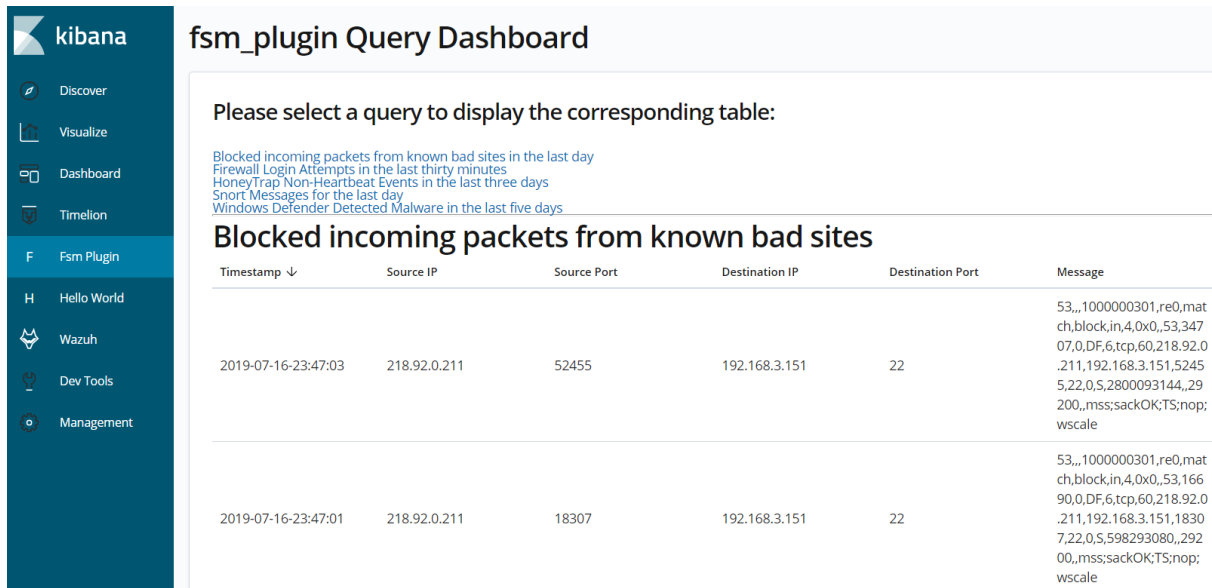 kibana
Discover
Visualize
Dashboard
Timelion
F Fsm Plugin
H Hello World
Wazuh
Dev Tools
Management
fsm_plugin Query Dashboard
Please select a query to display the corresponding table:
Blocked incoming packets from known bad sites in the last day
Firewall Login Attempts in the last thirty minutes
HoneyTrap Non-Heartbeat Events in the last three days
Snort Messages for the last day
Windows Defender Detected Malware in the last five days
Blocked incoming packets from known bad sites
Timestamp ↓ Source IP Source Port Destination IP Destination Port Message
2019-07-16-23:47:03 218.92.0.211 52455 192.168.3.151 22
53,,,1000000301,re0,mat
ch,block,in,4,0x0,,53,347
07,0,DF,6,tcp,60,218.92.0
.211,192.168.3.151,5245
5,22,0,S,2800093144,,29
200,,mss;sackOK;TS;nop;
wscale
2019-07-16-23:47:01 218.92.0.211 18307 192.168.3.151 22
53,,,1000000301,re0,mat
ch,block,in,4,0x0,,53,166
90,0,DF,6,tcp,60,218.92.0
.211,192.168.3.151,1830
7,22,0,S,598293080,,292
00,,mss;sackOK;TS;nop;
wscale